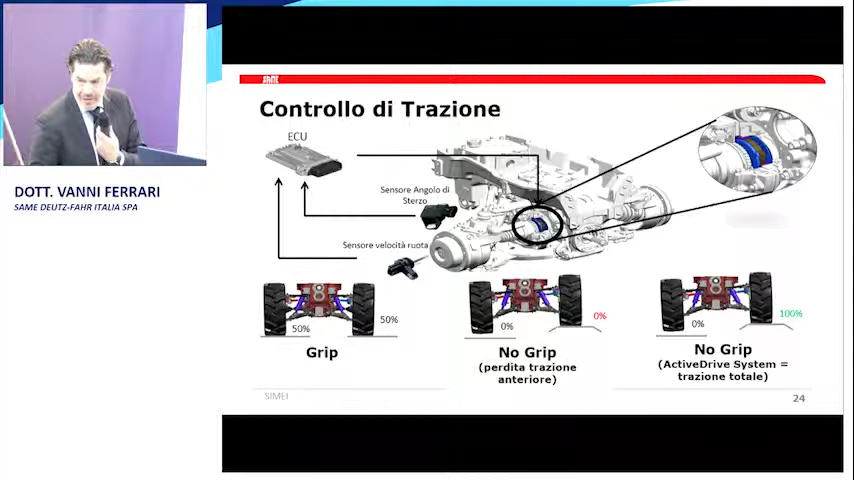 SAME
Controllo di Trazione
ECU
Sensore Angolo di
Sterzo
Sensore velocità ruota
DOTT. VANNI FERRARI
SAME DEUTZ-FAHR ITALIA SPA
50%
50%
0%
0%
0%
100%
Grip
No Grip
(perdita trazione
anteriore)
No Grip
(ActiveDrive System =
trazione totale)
SIMEI
24